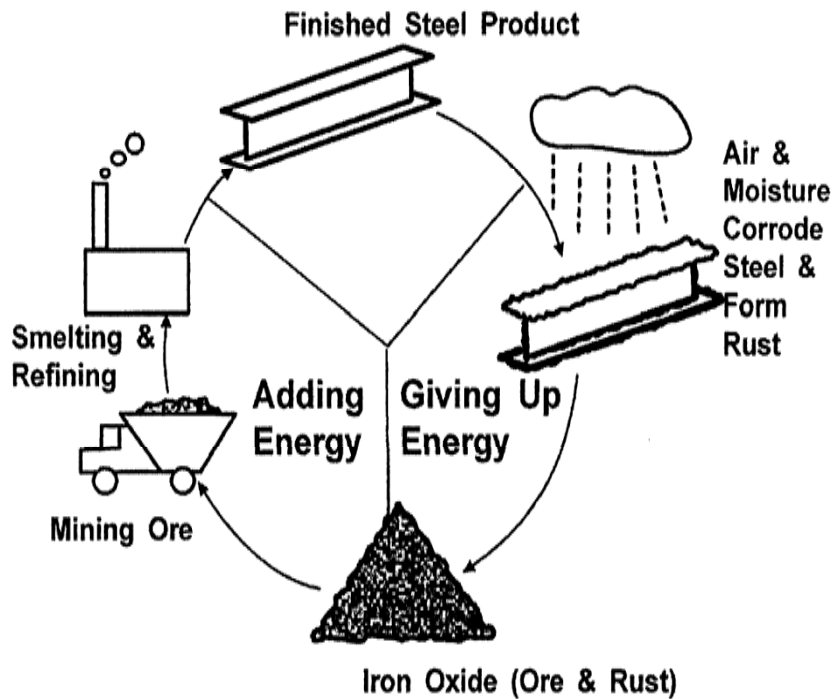 Finished Steel Product
Air &
Moisture
Corrode
Steel &
Form
Rust
Smelting &
Refining
Adding
Energy
Giving Up
Energy
Mining Ore
Iron Oxide (Ore & Rust)